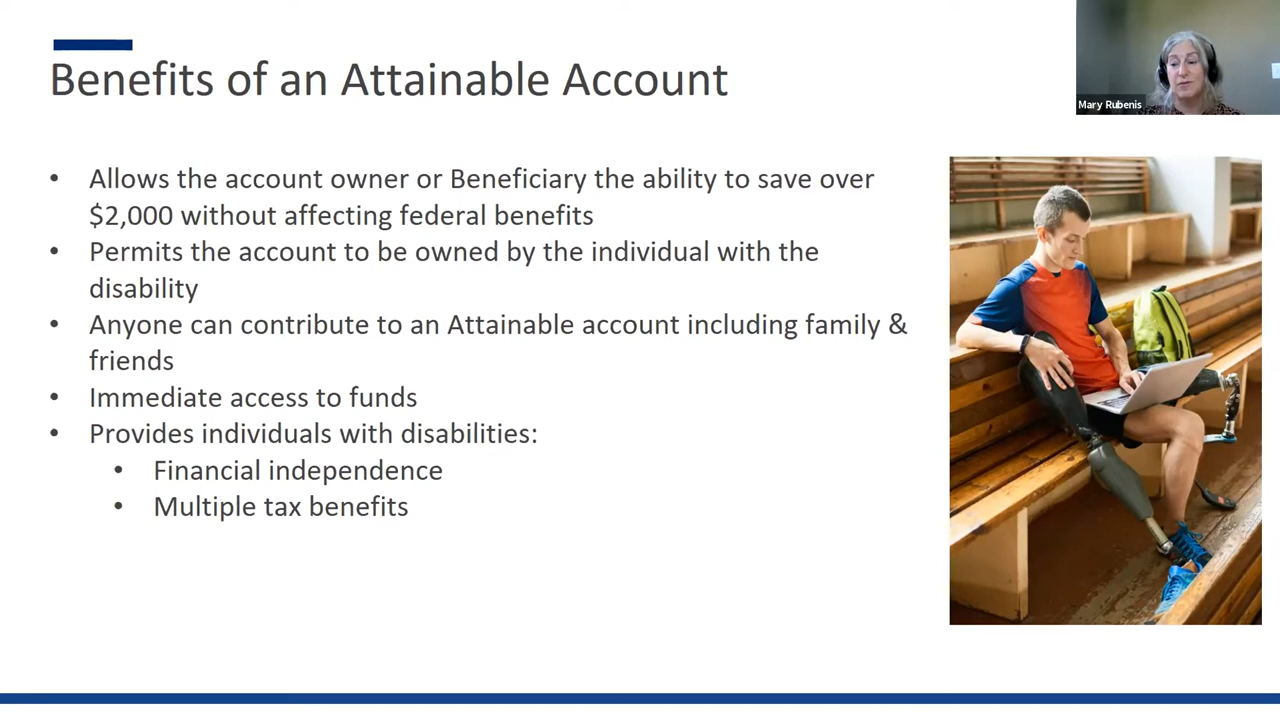 Benefits of an Attainable Account
Mary Rubenis
• Allows the account owner or Beneficiary the ability to save over
$2,000 without affecting federal benefits
• Permits the account to be owned by the individual with the
disability
• Anyone can contribute to an Attainable account including family &
friends
• Immediate access to funds
• Provides individuals with disabilities:
• Financial independence
• Multiple tax benefits